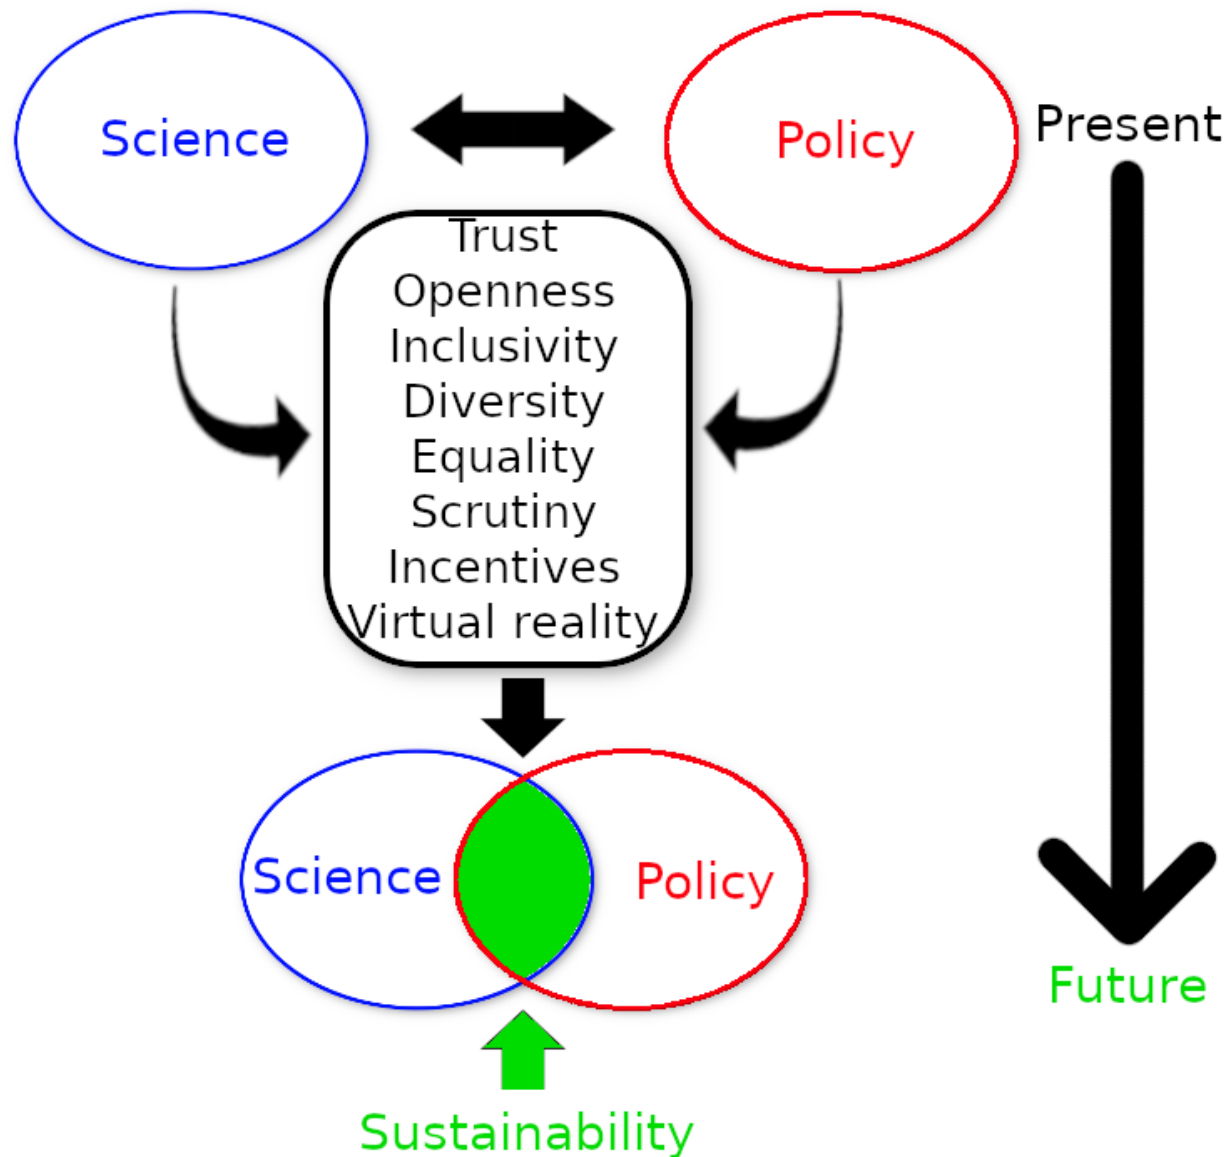 Science
Policy
Present
Trust
Openness
Inclusivity
Diversity
Equality
Scrutiny
Incentives
Virtual reality
Science
Policy
Future
Sustainability